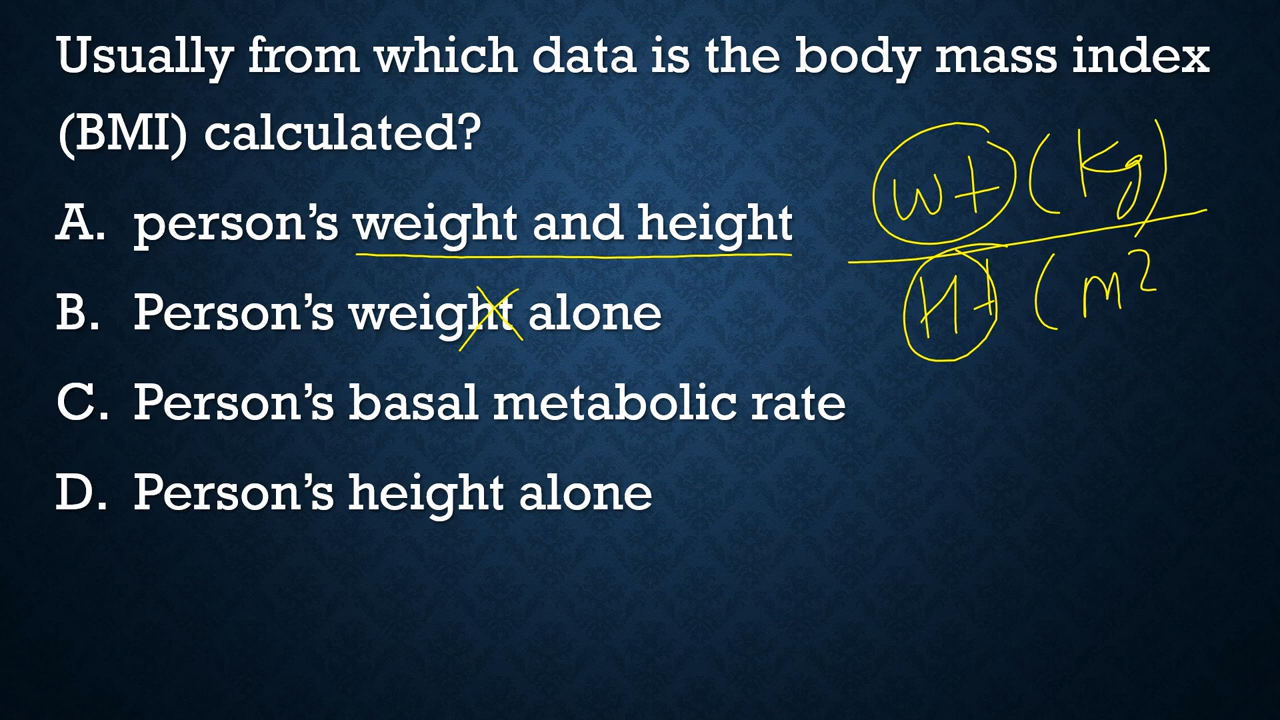 Usually from which data is the body mass index
(BMI) calculated?
A. person's weight and height
B. Person's weight alone
C. Person's basal metabolic rate
D. Person's height alone
wt (Kg)
Ht (m²